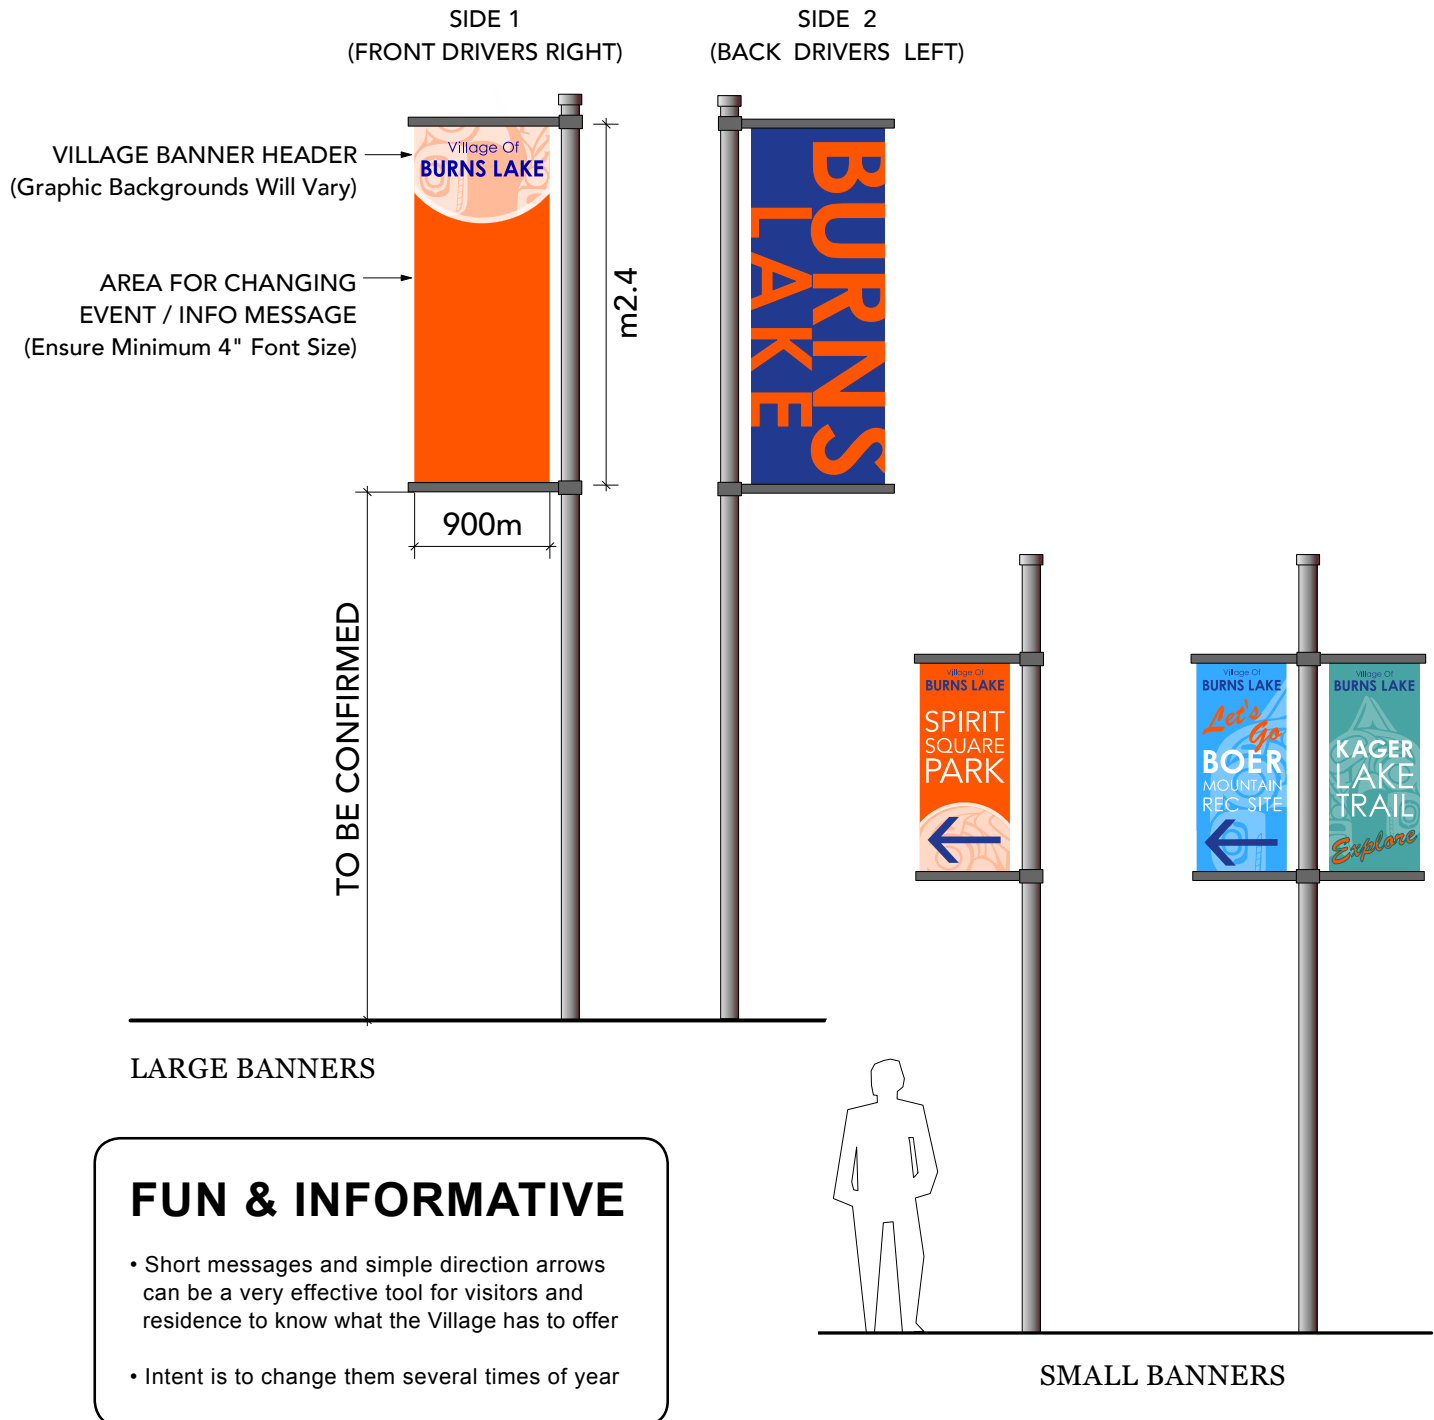 SIDE 1
(FRONT DRIVERS RIGHT)
SIDE 2
(BACK DRIVERS LEFT)
VILLAGE BANNER HEADER
(Graphic Backgrounds Will Vary)
AREA FOR CHANGING
EVENT / INFO MESSAGE
(Ensure Minimum 4" Font Size)
Village Of
BURNS LAKE
m2.4
900m
TO BE CONFIRMED
BURNS
LAKE
LARGE BANNERS
Village Of
BURNS LAKE
SPIRIT
SQUARE
PARK
Village Of
BURNS LAKE
Let's
Go
BOER
MOUNTAIN
REC SITE
Village Of
BURNS LAKE
KAGER
LAKE
TRAIL
Explore
SMALL BANNERS
FUN & INFORMATIVE
• Short messages and simple direction arrows
can be a very effective tool for visitors and
residence to know what the Village has to offer
• Intent is to change them several times of year